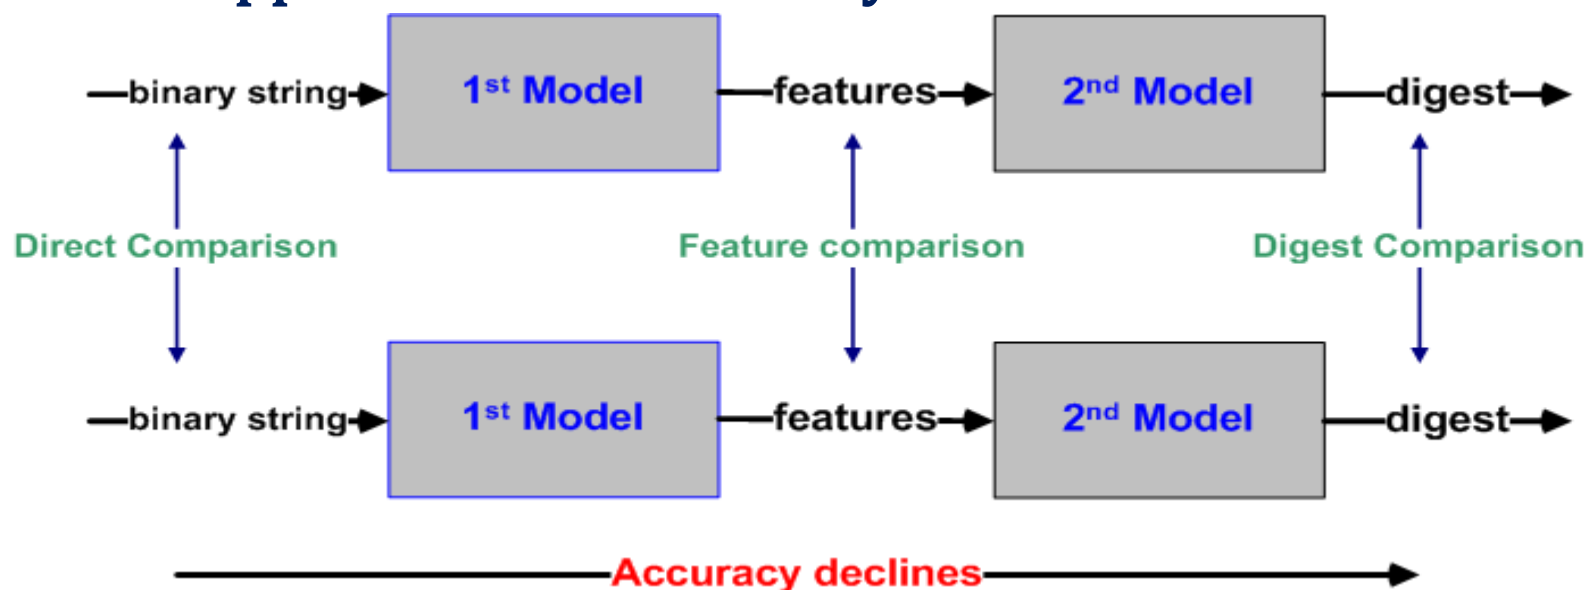 binary string 1st Model features 2nd Model digest
Direct Comparison Feature comparison Digest Comparison
binary string 1st Model features 2nd Model digest
Accuracy declines